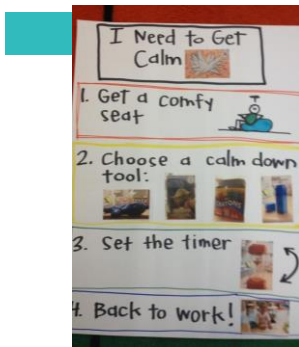 I Need to Get
Calm
1. Get a comfy
seat
2. Choose a calm down
tool:
3. Set the timer
4. Back to work!